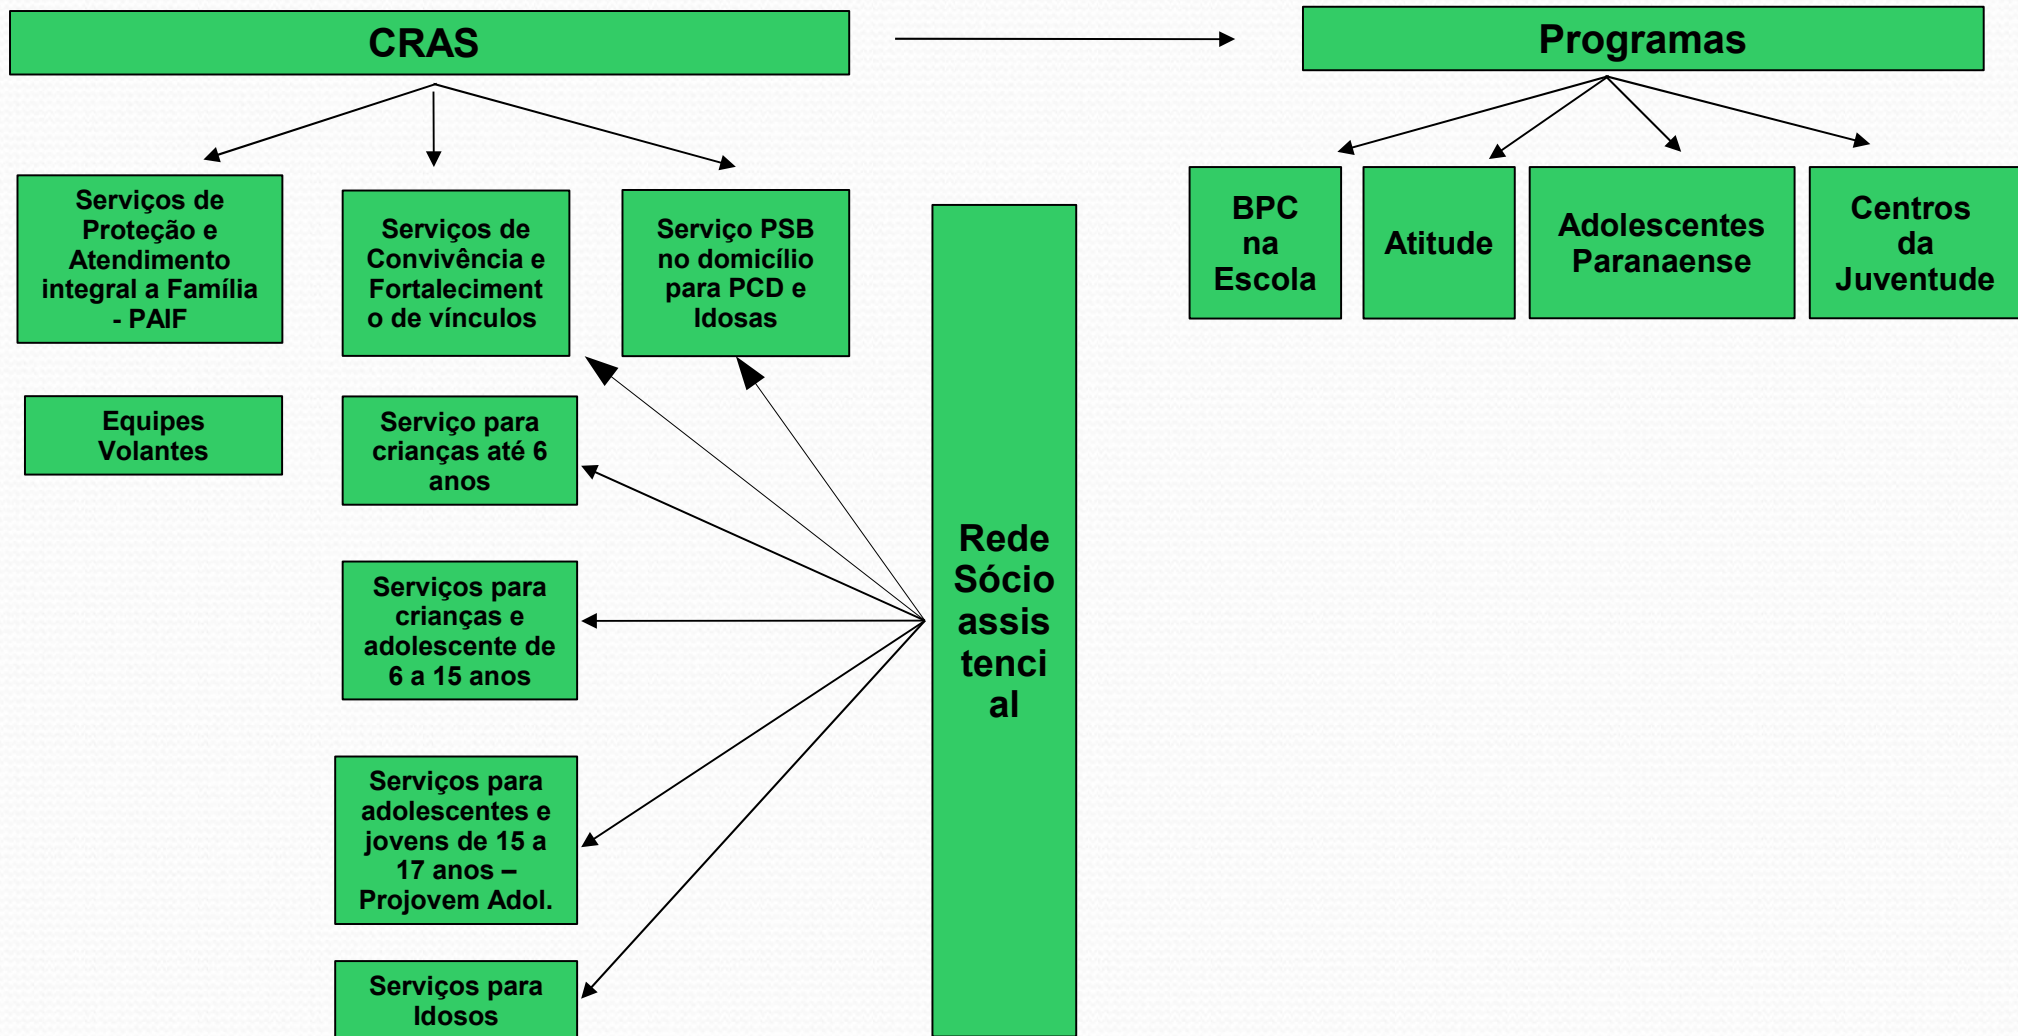 CRAS
Programas
Serviços de
Proteção e
Atendimento
integral a Família
- PAIF
Serviços de
Convivência e
Fortaleciment
o de vínculos
Serviço PSB
no domicílio
para PCD e
Idosas
BPC
na
Escola
Atitude
Adolescentes
Paranaense
Centros
da
Juventude
Equipes
Volantes
Serviço para
crianças até 6
anos
Serviços para
crianças e
adolescente de
6 a 15 anos
Serviços para
adolescentes e
jovens de 15 a
17 anos –
Projovem Adol.
Serviços para
Idosos
Rede
Sócio
assis
tenci
al